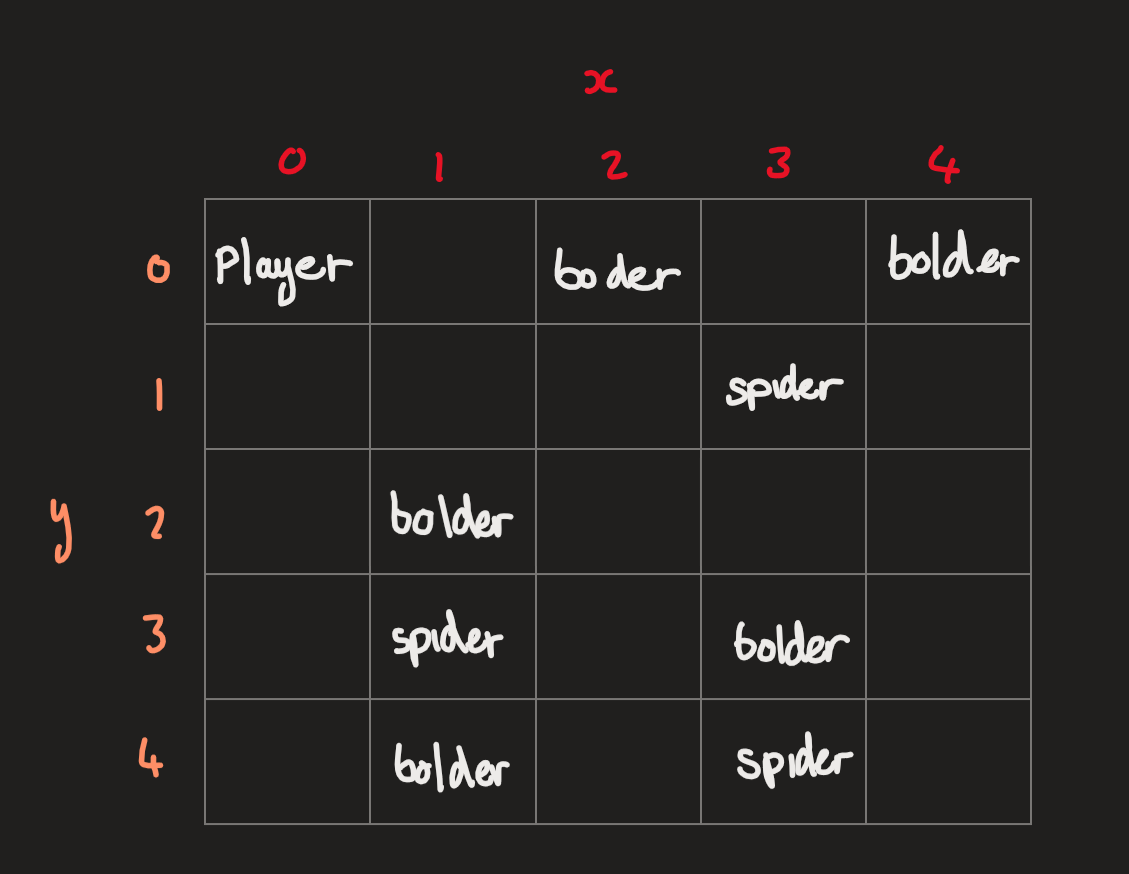 x
0 1 2 3 4
0 Player boder bolder
1 spider
y 2 bolder
3 spider bolder
4 bolder spider